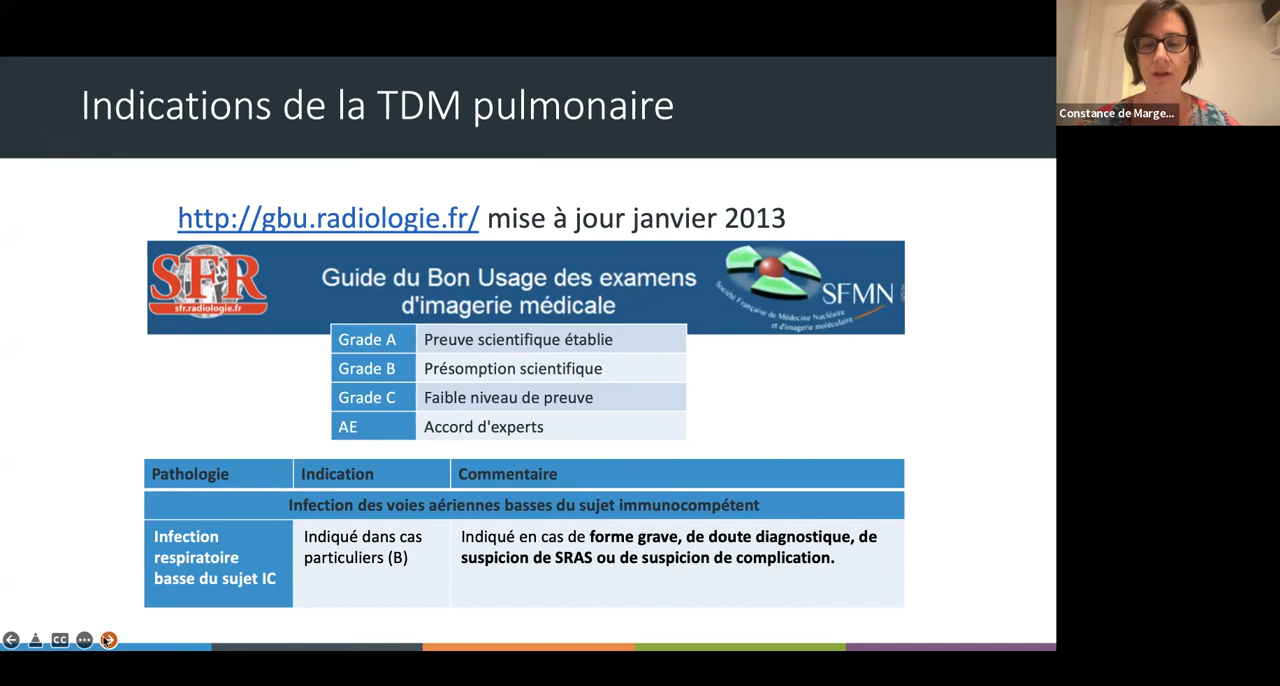 Indications de la TDM pulmonaire
Constance de Marge...
http://gbu.radiologie.fr/ mise à jour janvier 2013
SFR
sfr.radiologie.fr
Guide du Bon Usage des examens
d'imagerie médicale
SFMN
Société Française de Médecine Nucléaire
et d'imagerie moléculaire
Grade A Preuve scientifique établie
Grade B Présomption scientifique
Grade C Faible niveau de preuve
AE Accord d'experts
Pathologie Indication Commentaire
Infection des voies aériennes basses du sujet immunocompétent
Infection
respiratoire
basse du sujet IC
Indiqué dans cas
particuliers (B)
Indiqué en cas de forme grave, de doute diagnostique, de
suspicion de SRAS ou de suspicion de complication.
CC